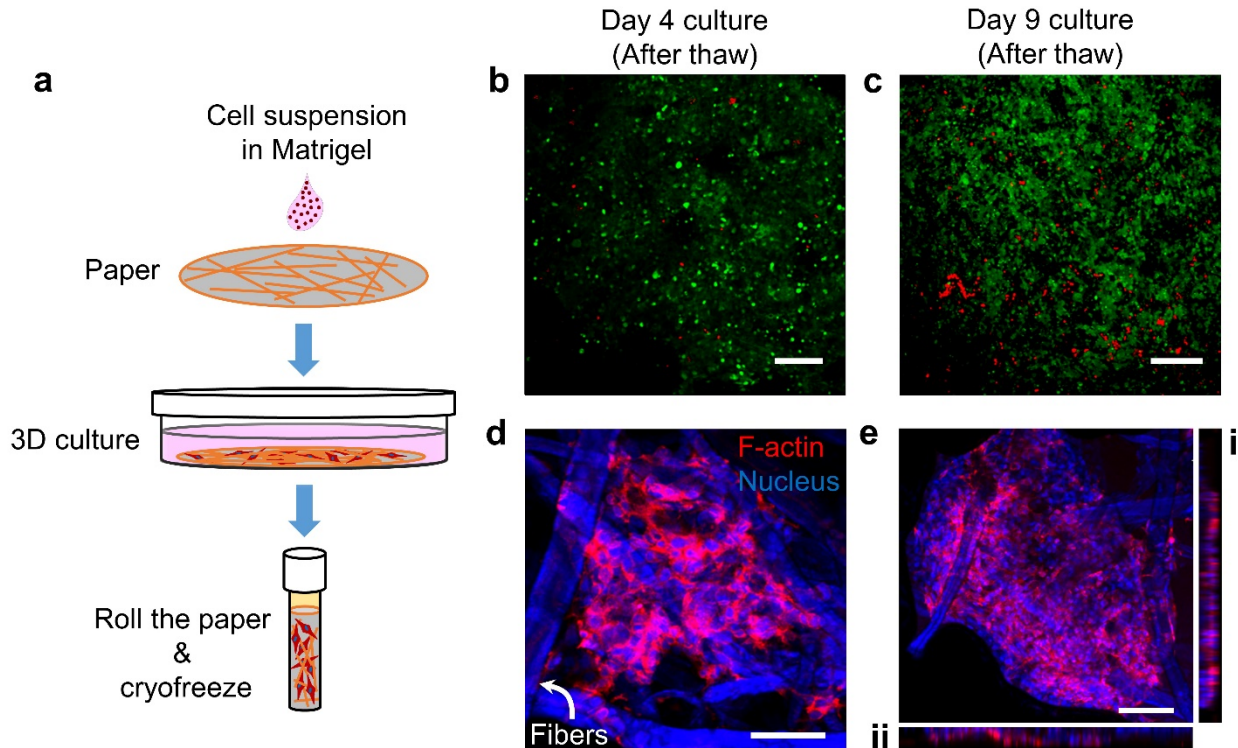 Day 4 culture
(After thaw)
Day 9 culture
(After thaw)
a
b
c
Cell suspension
in Matrigel
Paper
3D culture
Roll the paper
&
cryofreeze
d
F-actin
Nucleus
Fibers
e
i
ii